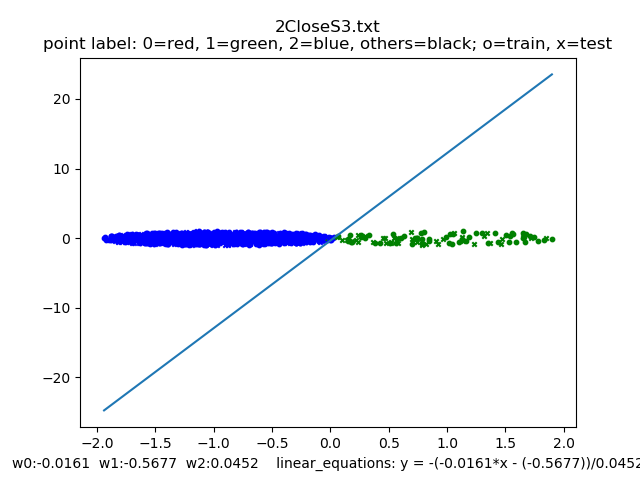 2CloseS3.txt
point label: 0=red, 1=green, 2=blue, others=black; o=train, x=test
20
10
0
−10
−20
−2.0 −1.5 −1.0 −0.5 0.0 0.5 1.0 1.5 2.0
w0:-0.0161 w1:-0.5677 w2:0.0452 linear_equations: y = -(-0.0161*x - (-0.5677))/0.0452